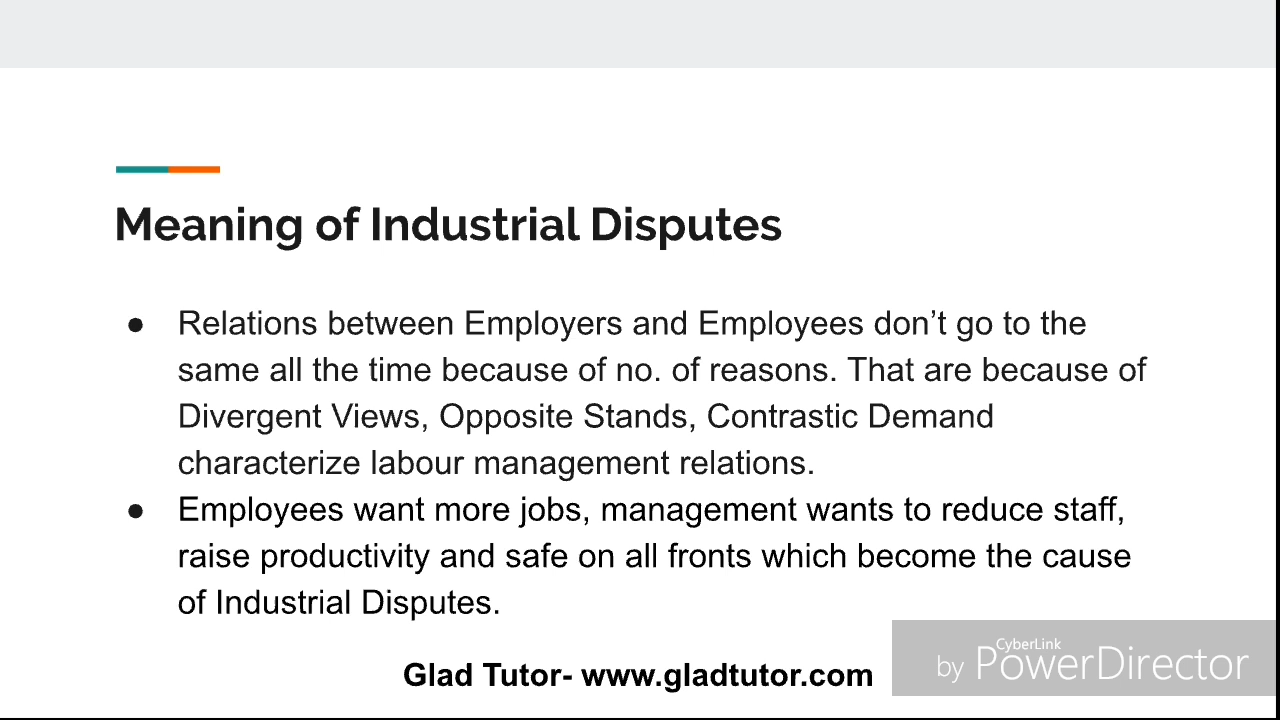 Meaning of Industrial Disputes
● Relations between Employers and Employees don’t go to the
same all the time because of no. of reasons. That are because of
Divergent Views, Opposite Stands, Contrastic Demand
characterize labour management relations.
● Employees want more jobs, management wants to reduce staff,
raise productivity and safe on all fronts which become the cause
of Industrial Disputes.
Glad Tutor- www.gladtutor.com
CyberLink
by PowerDirector